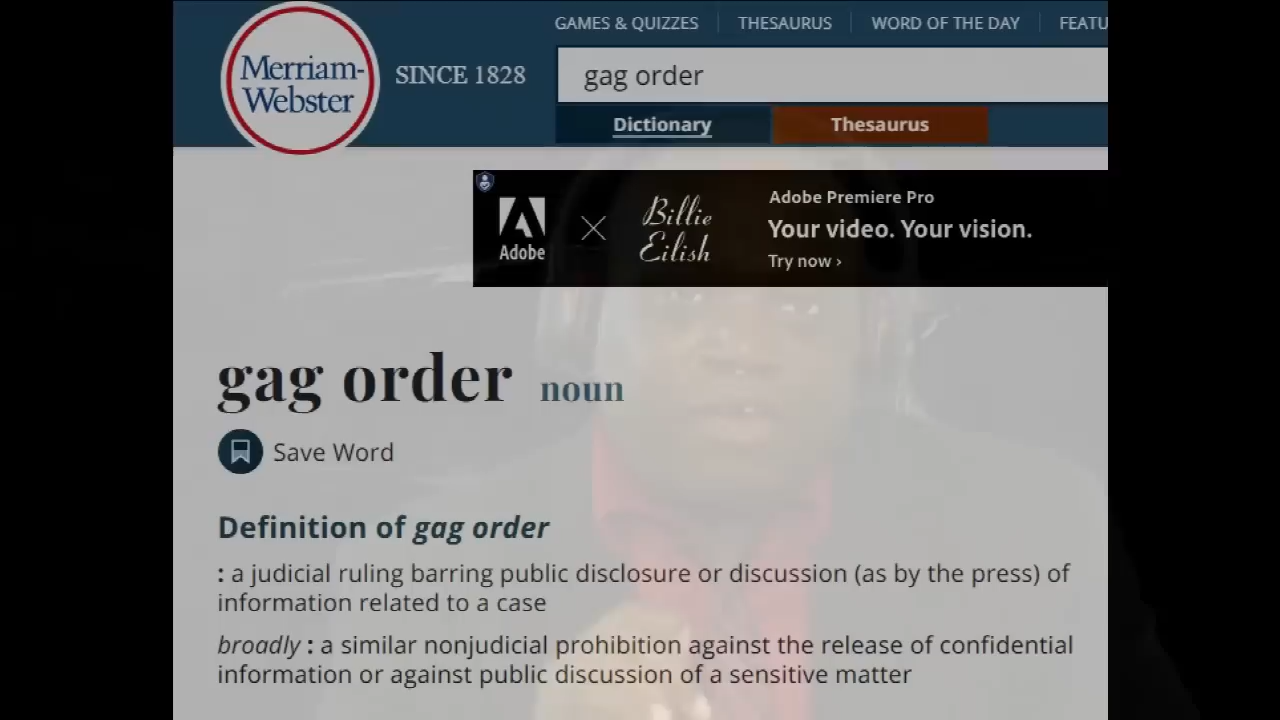 GAMES & QUIZZES THESAURUS WORD OF THE DAY FEATU
Merriam-
Webster
SINCE 1828
gag order
Dictionary Thesaurus
Adobe
Billie
Eilish
Adobe Premiere Pro
Your video. Your vision.
Try now ›
gag order noun
Save Word
Definition of gag order
: a judicial ruling barring public disclosure or discussion (as by the press) of
information related to a case
broadly : a similar nonjudicial prohibition against the release of confidential
information or against public discussion of a sensitive matter